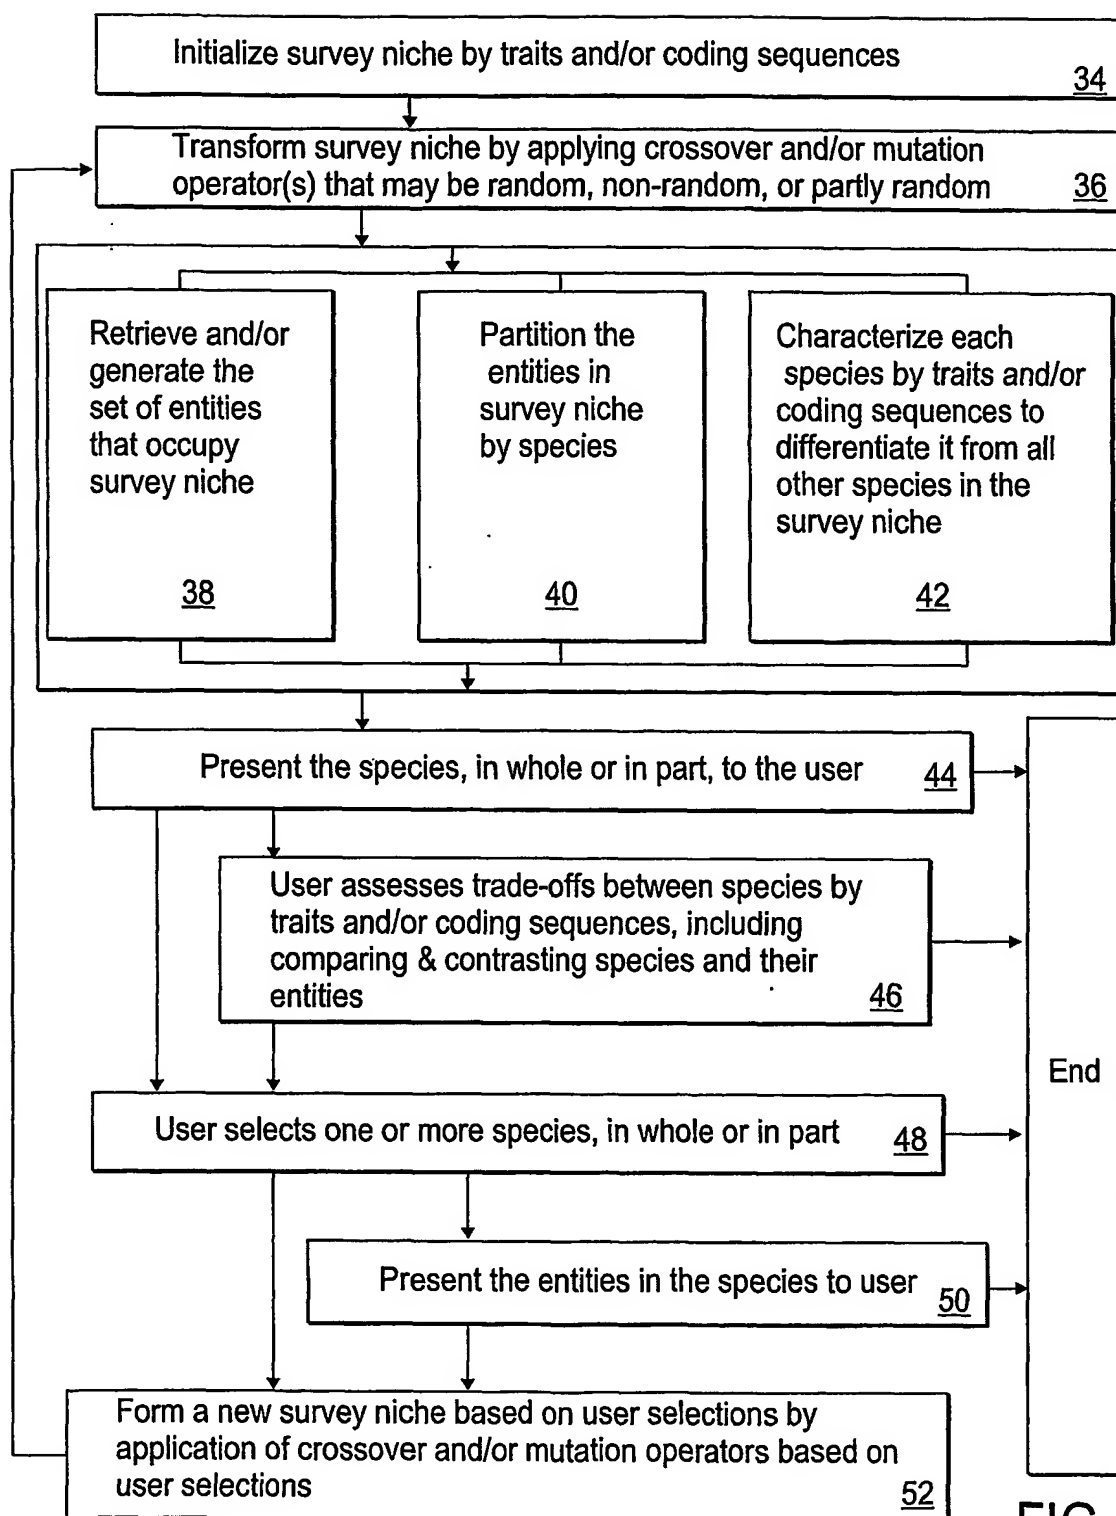 Initialize survey niche by traits and/or coding sequences
34
Transform survey niche by applying crossover and/or mutation
operator(s) that may be random, non-random, or partly random
36
Retrieve and/or
generate the
set of entities
that occupy
survey niche
38
Partition the
entities in
survey niche
by species
40
Characterize each
species by traits and/or
coding sequences to
differentiate it from all
other species in the
survey niche
42
Present the species, in whole or in part, to the user
44
User assesses trade-offs between species by
traits and/or coding sequences, including
comparing & contrasting species and their
entities
46
End
User selects one or more species, in whole or in part
48
Present the entities in the species to user
50
Form a new survey niche based on user selections by
application of crossover and/or mutation operators based on
user selections
52
FIG